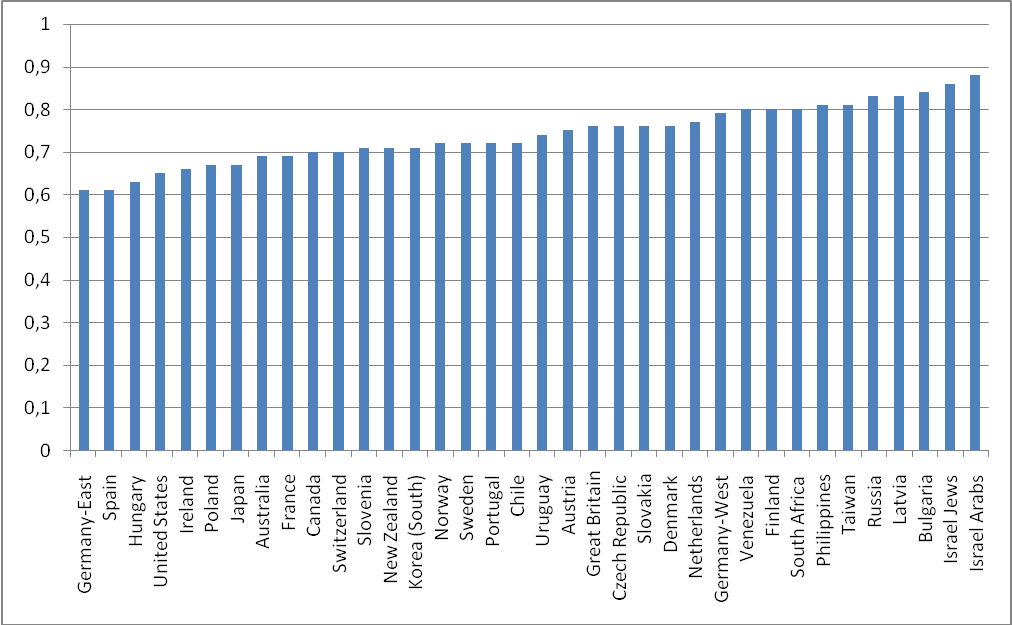 1
0,9
0,8
0,7
0,6
0,5
0,4
0,3
0,2
0,1
0
Germany-East
Spain
Hungary
United States
Ireland
Poland
Japan
Australia
France
Canada
Switzerland
Slovenia
New Zealand
Korea (South)
Norway
Sweden
Portugal
Chile
Uruguay
Austria
Great Britain
Czech Republic
Slovakia
Denmark
Netherlands
Germany-West
Venezuela
Finland
South Africa
Philippines
Taiwan
Russia
Latvia
Bulgaria
Israel Jews
Israel Arabs